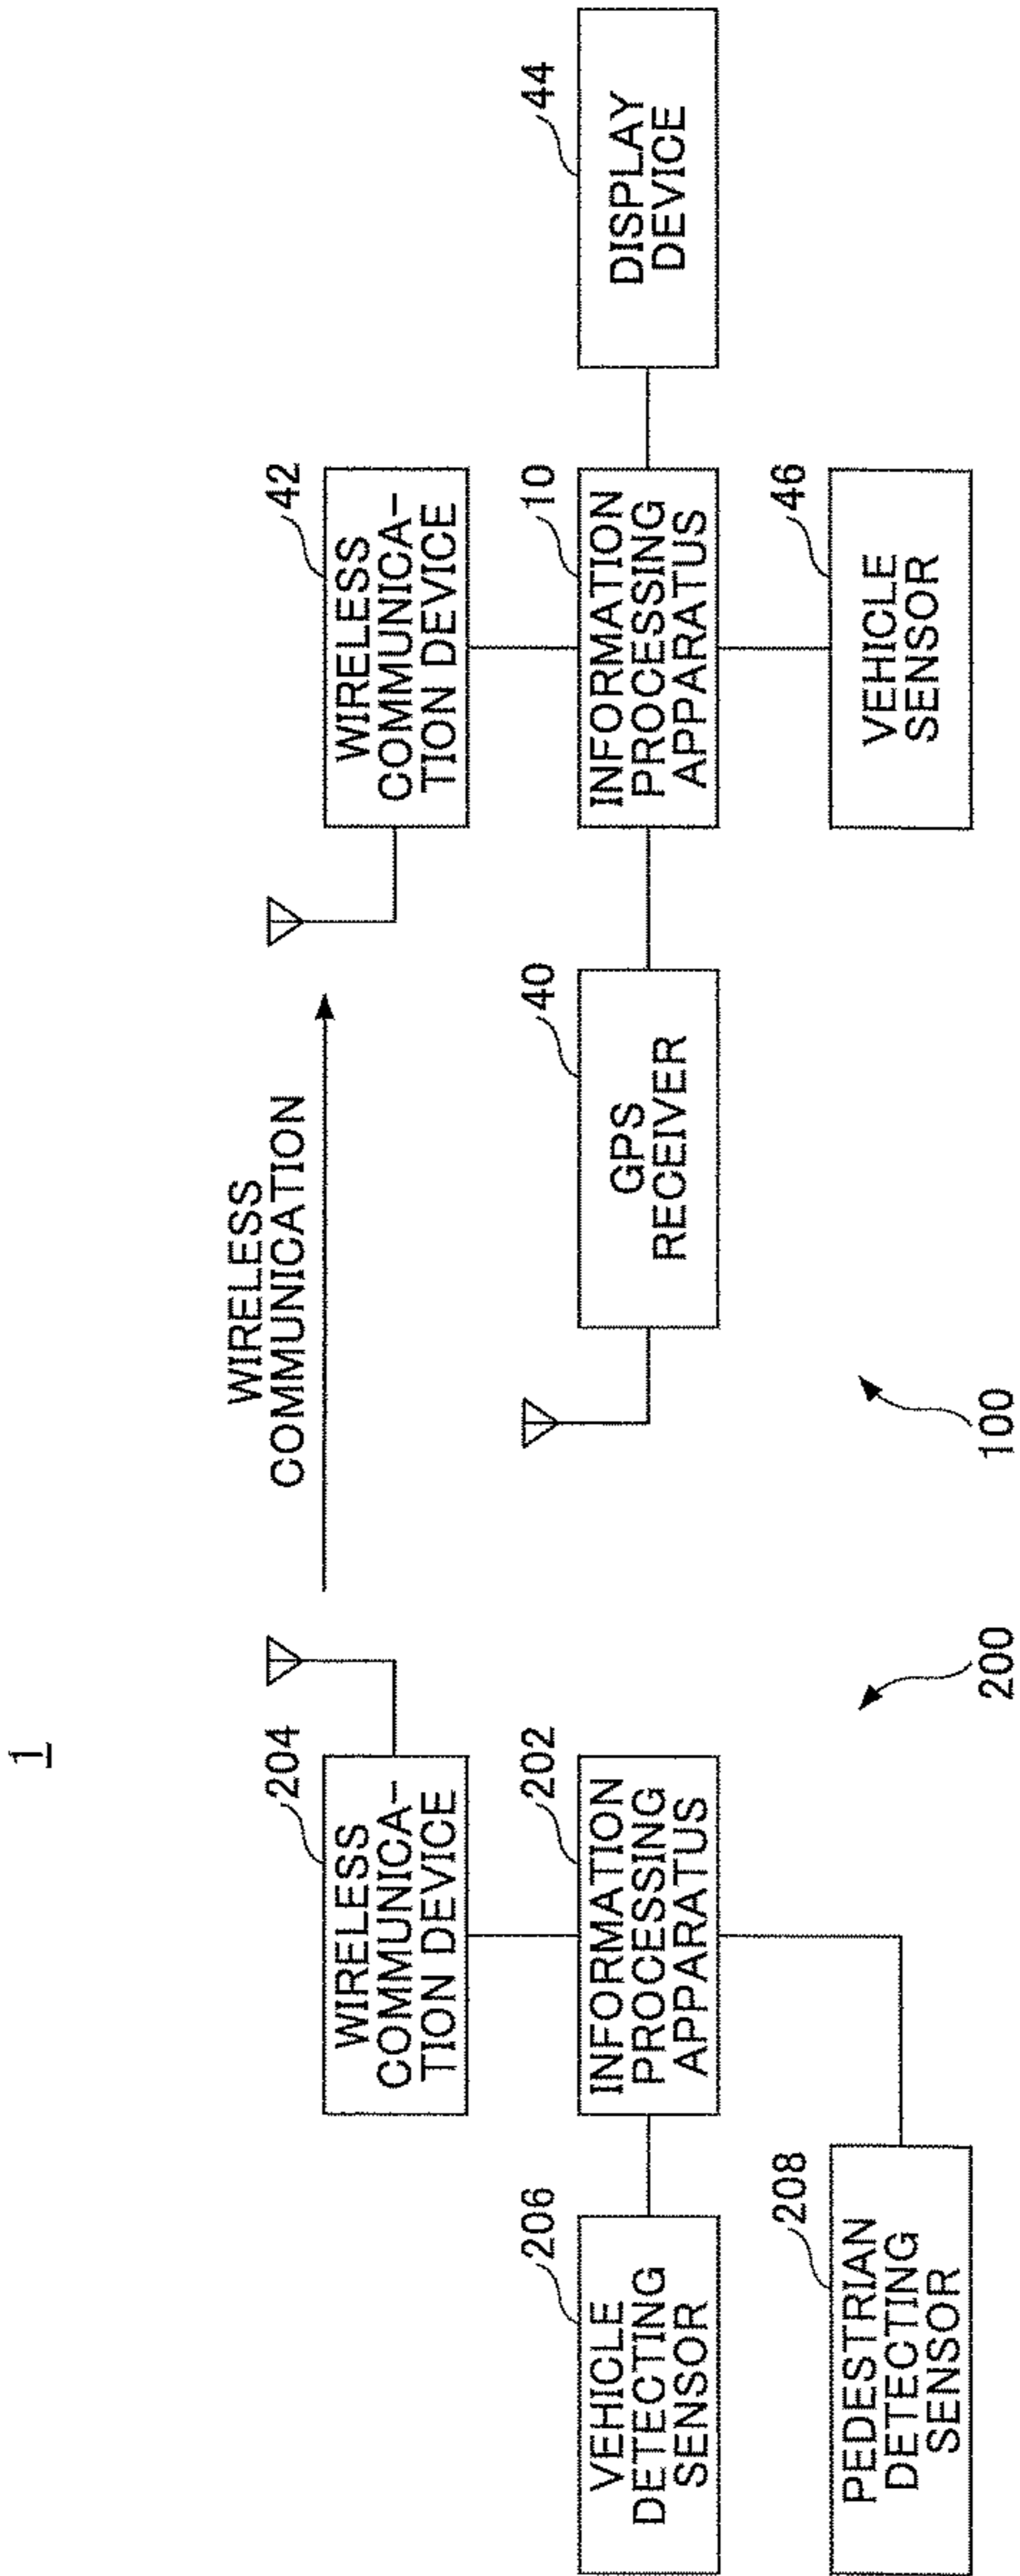 1
WIRELESS
COMMUNICATION
204
WIRELESS
COMMUNICA-
TION DEVICE
42
WIRELESS
COMMUNICA-
TION DEVICE
206
VEHICLE
DETECTING
SENSOR
202
INFORMATION
PROCESSING
APPARATUS
40
GPS
RECEIVER
10
INFORMATION
PROCESSING
APPARATUS
44
DISPLAY
DEVICE
208
PEDESTRIAN
DETECTING
SENSOR
46
VEHICLE
SENSOR
200
100